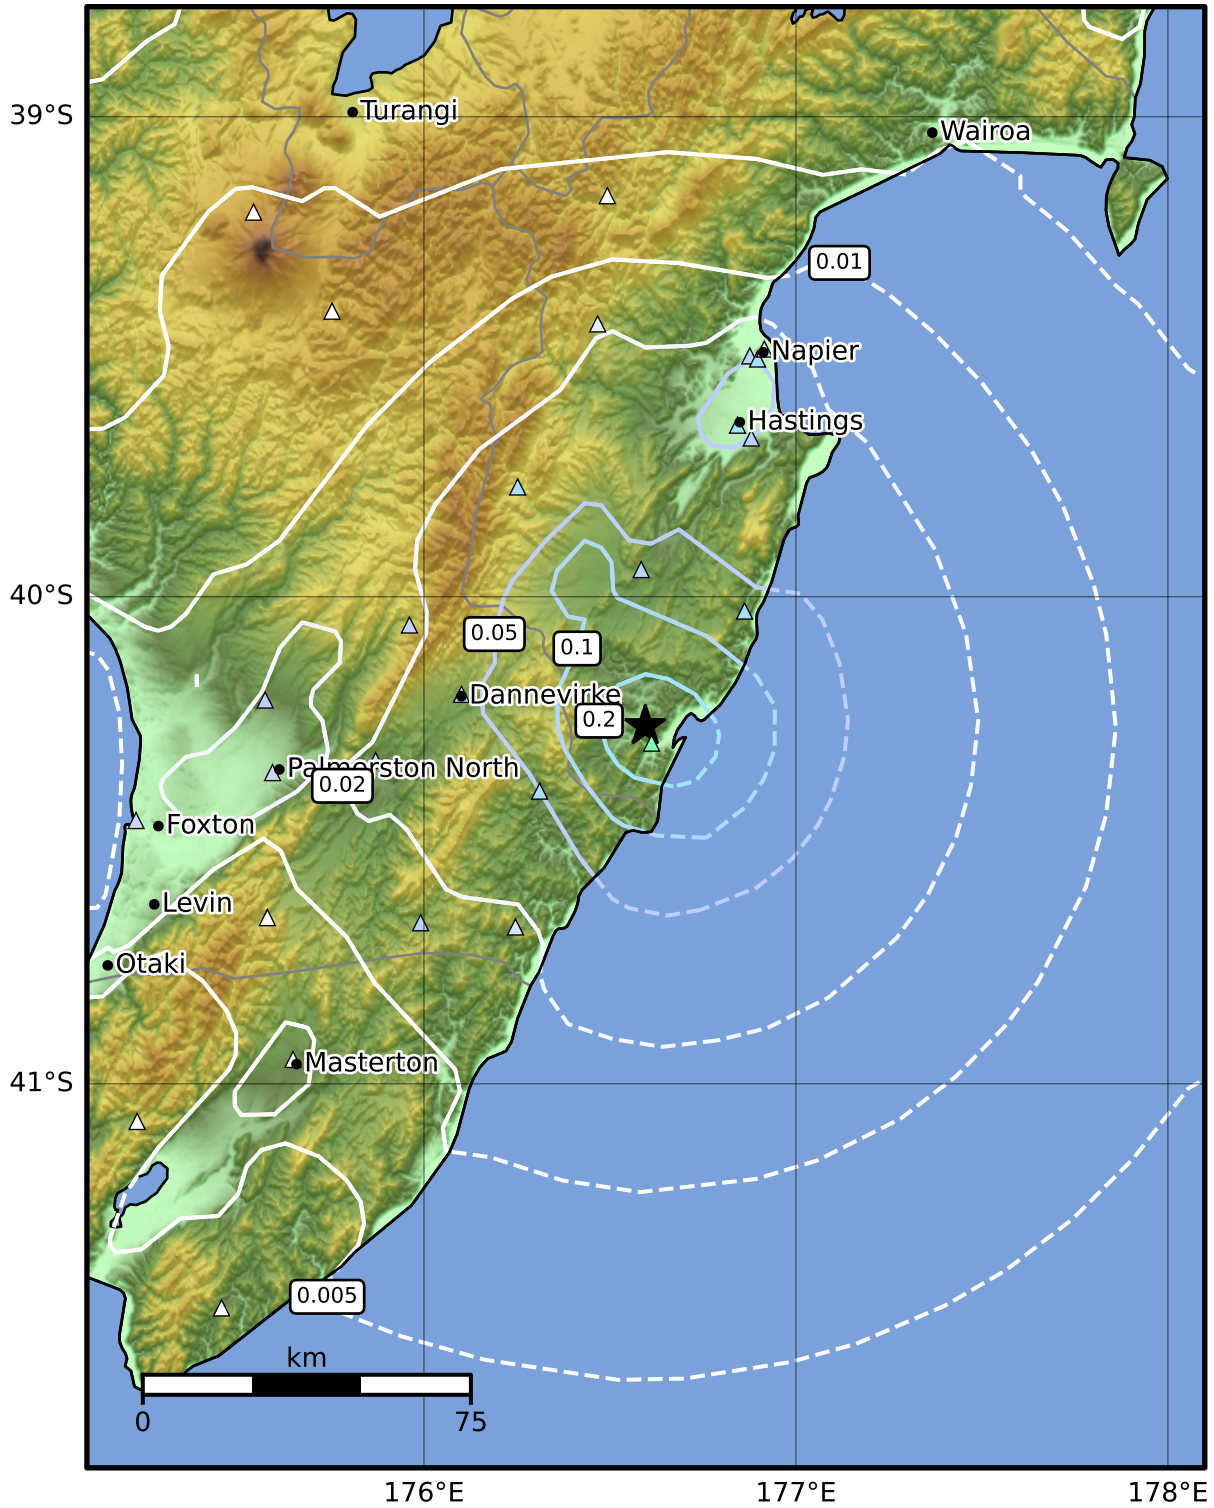 Turangi
39°S
Wairoa
0.01
Napier
Hastings
40°S
0.05
0.1
Dannevirke
0.2
Palmerston North
0.02
Foxton
Levin
Otaki
Masterton
41°S
0.005
km
0
75
176°E
177°E
178°E